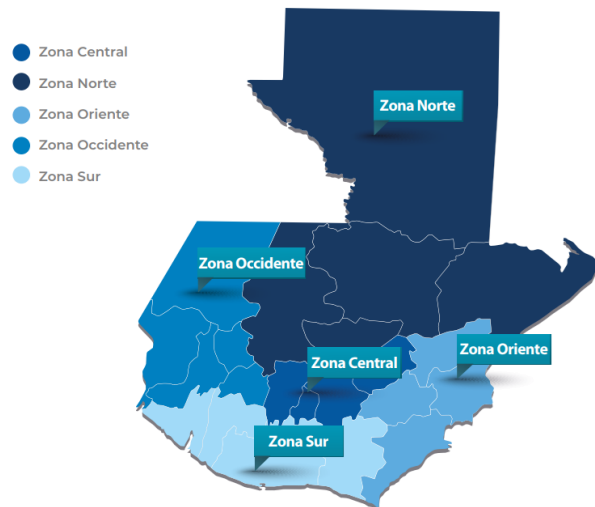 Zona Central
Zona Norte
Zona Oriente
Zona Occidente
Zona Sur
Zona Norte
Zona Occidente
Zona Central
Zona Oriente
Zona Sur